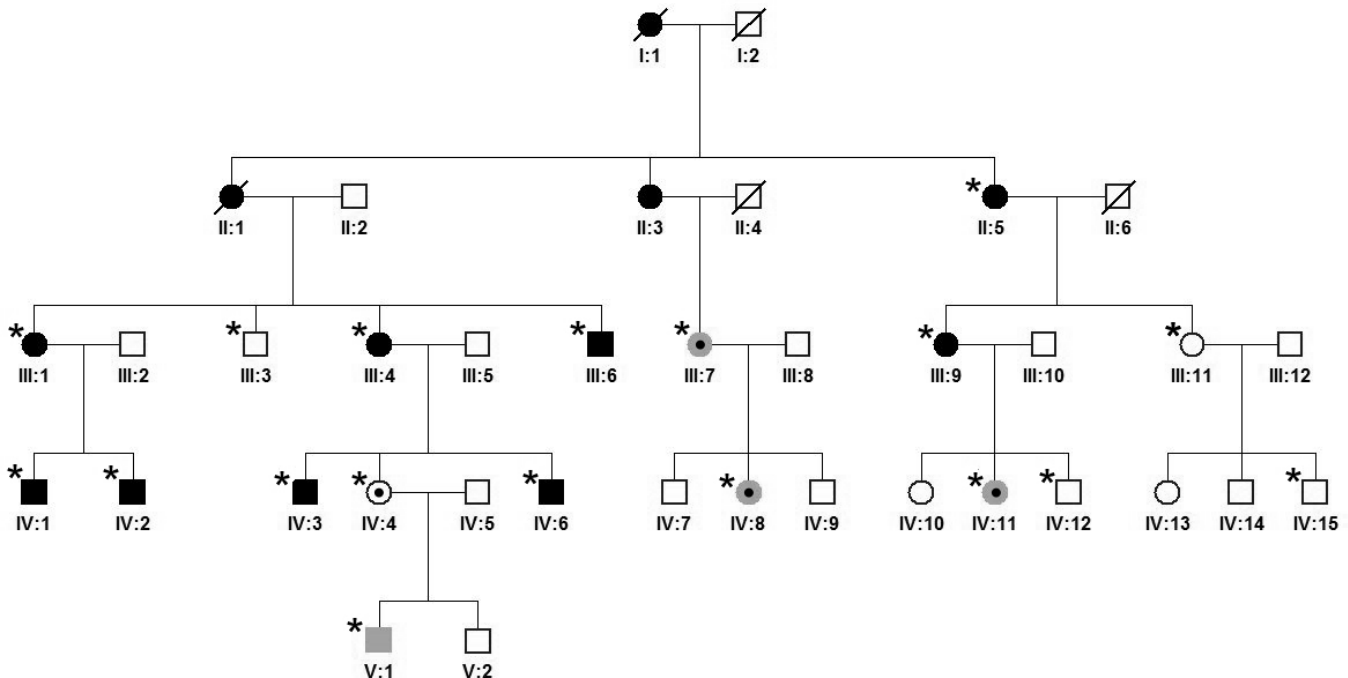 I:1 I:2
* 
II:1 II:2 II:3 II:4 II:5 II:6
* * * * * * *
III:1 III:2 III:3 III:4 III:5 III:6 III:7 III:8 III:9 III:10 III:11 III:12
* * * * * * * * *
IV:1 IV:2 IV:3 IV:4 IV:5 IV:6 IV:7 IV:8 IV:9 IV:10 IV:11 IV:12 IV:13 IV:14 IV:15
*
V:1 V:2